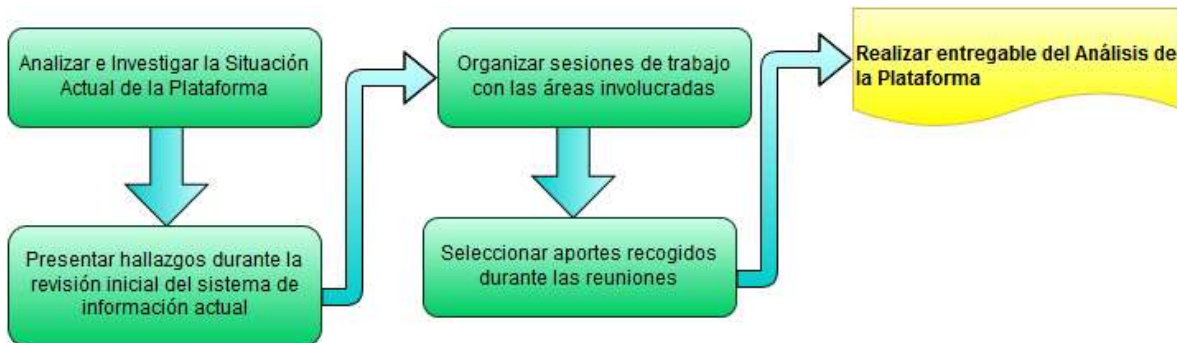 Analizar e Investigar la Situación
Actual de la Plataforma
Presentar hallazgos durante la
revisión inicial del sistema de
información actual
Organizar sesiones de trabajo
con las áreas involucradas
Seleccionar aportes recogidos
durante las reuniones
Realizar entregable del Análisis de
la Plataforma